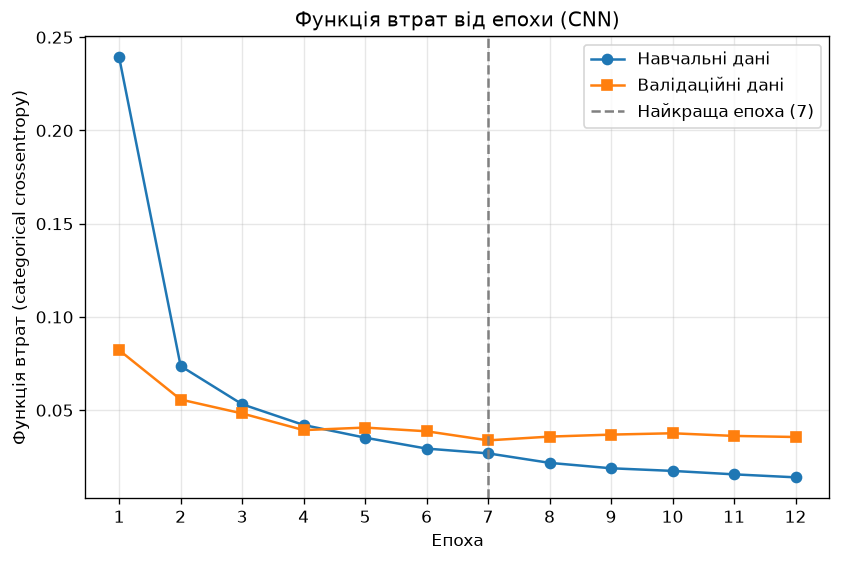 Функція втрат від епохи (CNN)
Функція втрат (categorical crossentropy)
0.25
0.20
0.15
0.10
0.05
Навчальні дані
Валідаційні дані
Найкраща епоха (7)
1 2 3 4 5 6 7 8 9 10 11 12
Епоха